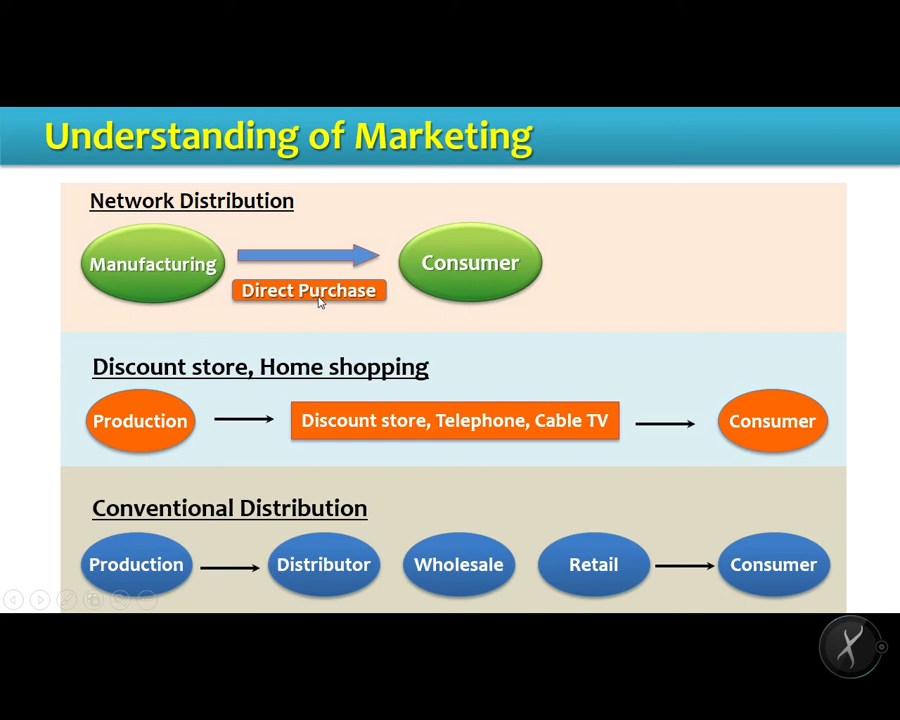 Understanding of Marketing
Network Distribution
Manufacturing
Direct Purchase
Consumer
Discount store, Home shopping
Production
Discount store, Telephone, Cable TV
Consumer
Conventional Distribution
Production
Distributor
Wholesale
Retail
Consumer